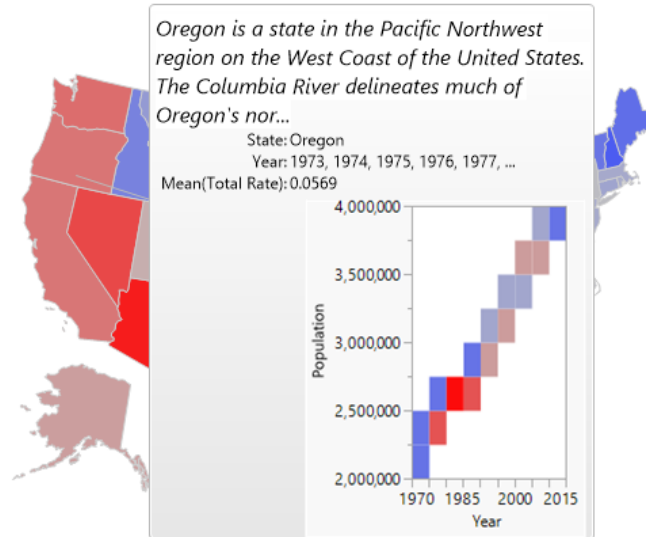 Oregon is a state in the Pacific Northwest
region on the West Coast of the United States.
The Columbia River delineates much of
Oregon's nor...
State: Oregon
Year: 1973, 1974, 1975, 1976, 1977, ...
Mean(Total Rate): 0.0569
4,000,000
3,500,000
3,000,000
2,500,000
2,000,000
Population
1970 1985 2000 2015
Year